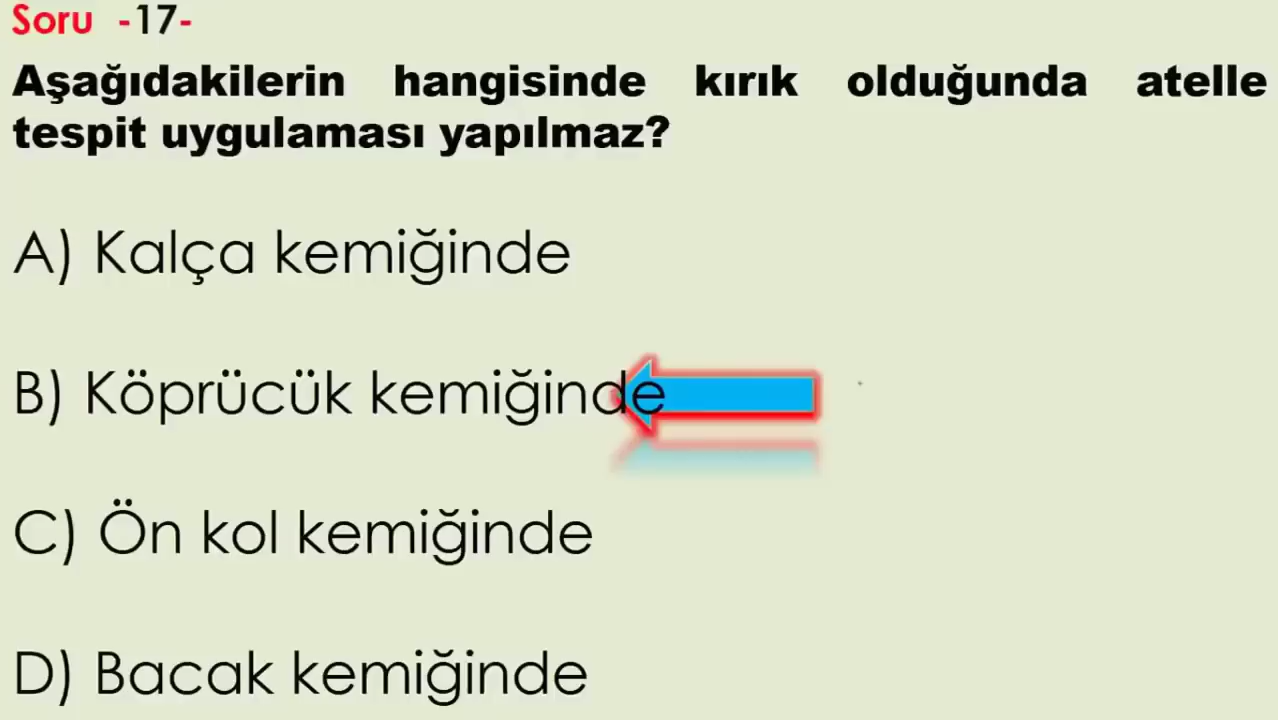 Soru -17-
Aşağıdakilerin hangisinde kırık olduğunda atelle
tespit uygulaması yapılmaz?
A) Kalça kemiğinde
B) Köprücük kemiğinde
C) Ön kol kemiğinde
D) Bacak kemiğinde